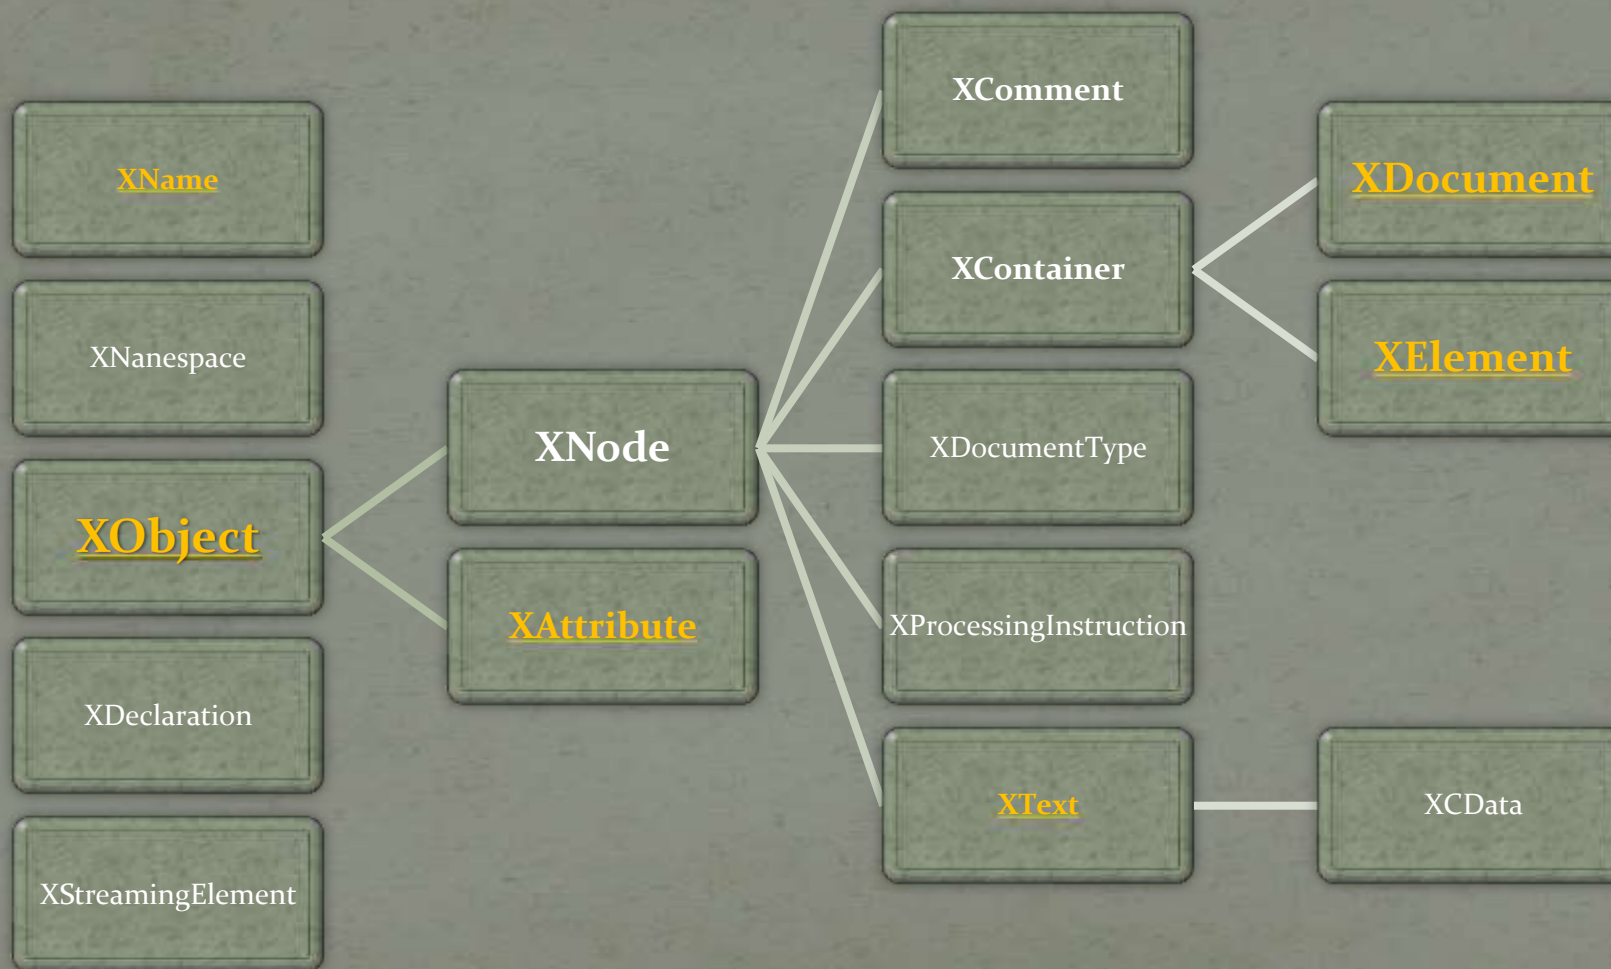 XName
XNanespace
XObject
XDeclaration
XStreamingElement
XNode
XAttribute
XComment
XContainer
XDocumentType
XProcessingInstruction
XText
XDocument
XElement
XCData